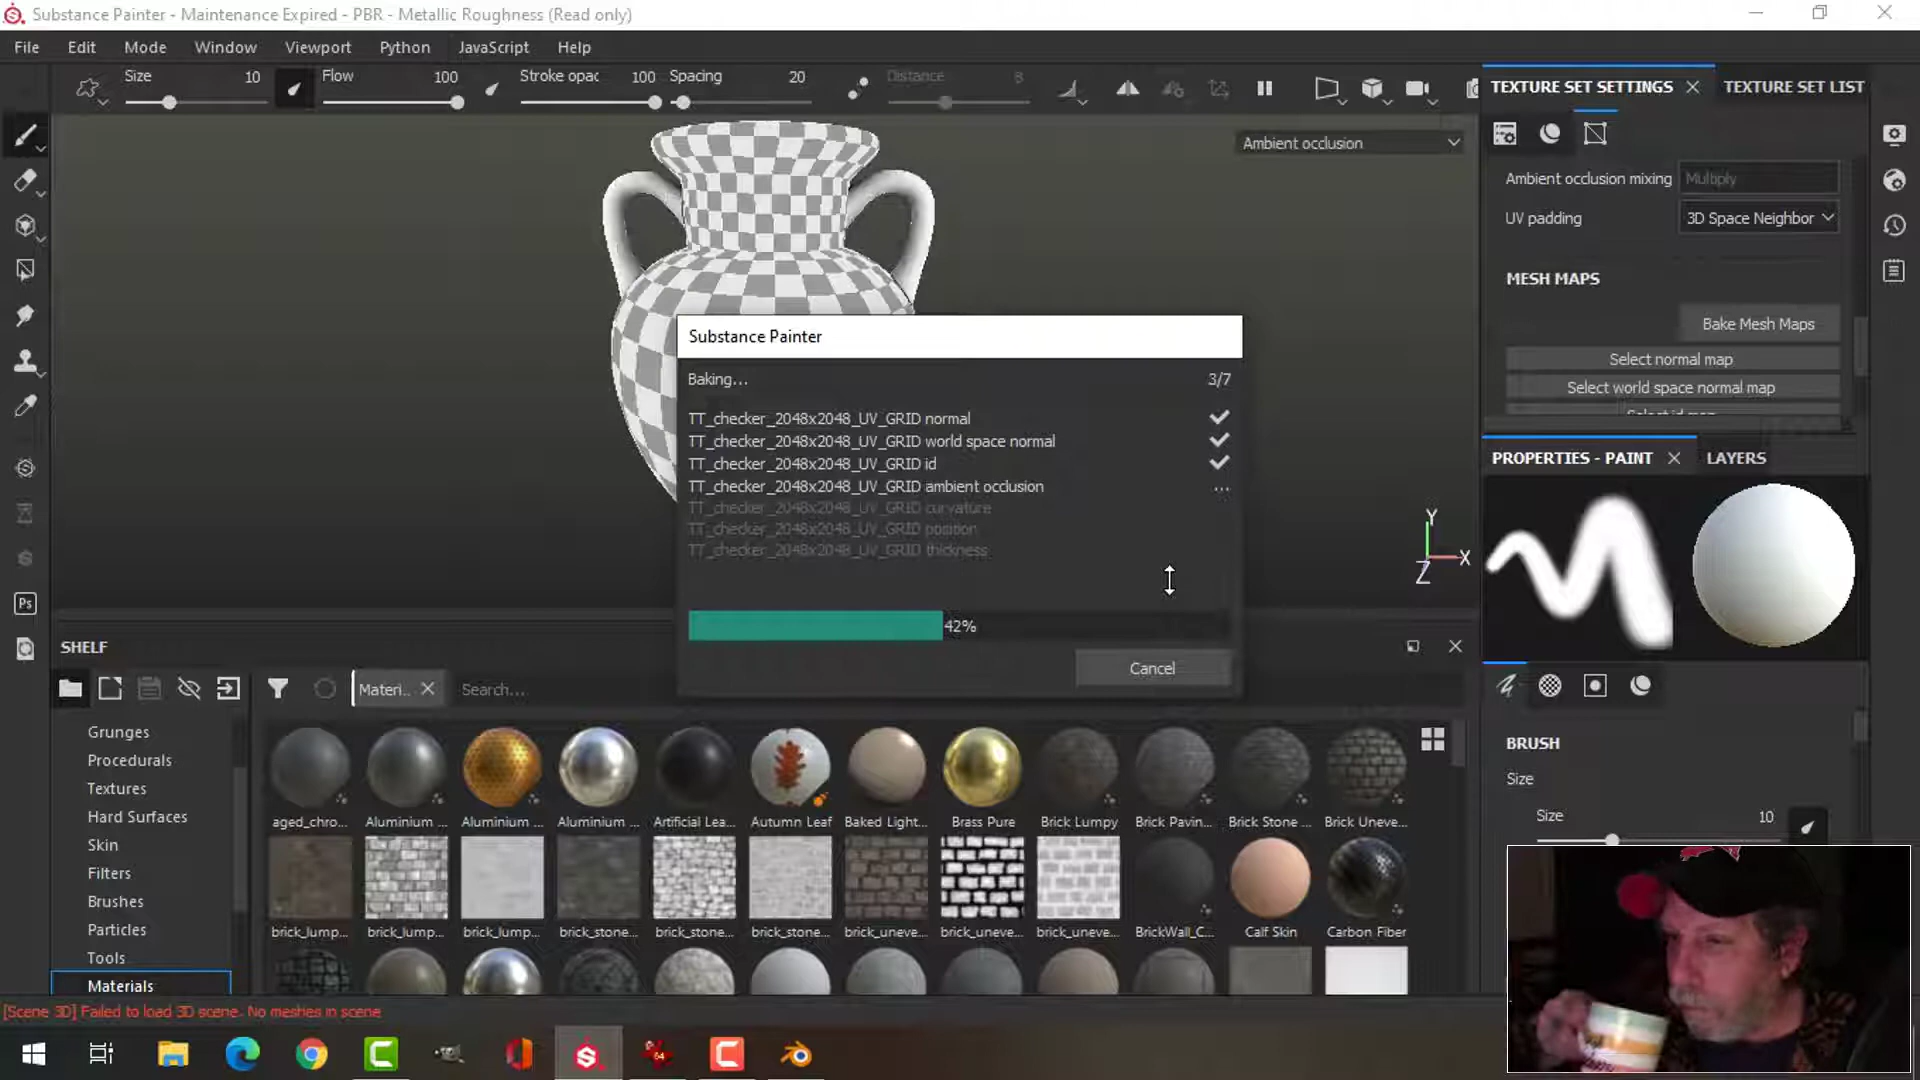 Substance Painter - Maintenance Expired - PBR - Metallic Roughness (Read only)
File Edit Mode Window Viewport Python JavaScript Help
Size 10 Flow 100 Stroke opac 100 Spacing 20 Distance 8
TEXTURE SET SETTINGS TEXTURE SET LIST
Ambient occlusion
Ambient occlusion mixing Multiply
UV padding 3D Space Neighbor
MESH MAPS
Bake Mesh Maps
Select normal map
Select world space normal map
Select id map
Substance Painter
Baking... 3/7
TT_checker_2048x2048_UV_GRID normal
TT_checker_2048x2048_UV_GRID world space normal
TT_checker_2048x2048_UV_GRID id
TT_checker_2048x2048_UV_GRID ambient occlusion ...
TT_checker_2048x2048_UV_GRID curvature
TT_checker_2048x2048_UV_GRID position
TT_checker_2048x2048_UV_GRID thickness
42%
Cancel
Y
X
Z
PROPERTIES - PAINT LAYERS
BRUSH
Size
Size 10
Ps
SHELF
Materi... Search...
Grunges
Procedurals
Textures
Hard Surfaces
Skin
Filters
Brushes
Particles
Tools
Materials
aged_chro... Aluminium ... Aluminium ... Aluminium ... Artificial Lea... Autumn Leaf Baked Light... Brass Pure Brick Lumpy Brick Pavin... Brick Stone ... Brick Uneve...
brick_lump... brick_lump... brick_lump... brick_stone... brick_stone... brick_stone... brick_uneve... brick_uneve... brick_uneve... BrickWall_C... Calf Skin Carbon Fiber
[Scene 3D] Failed to load 3D scene. No meshes in scene